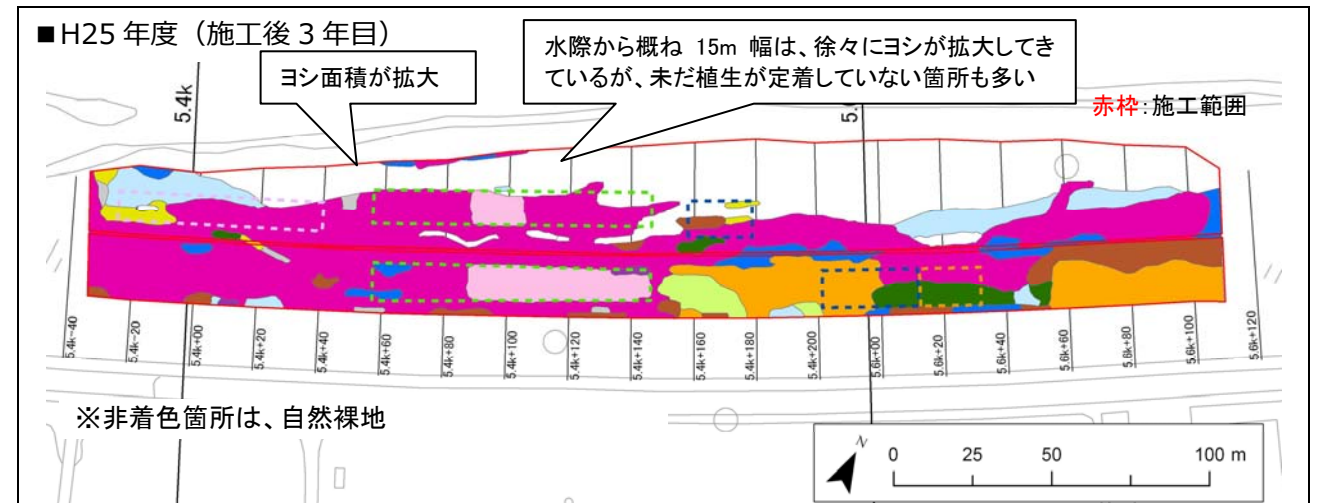 ■H25 年度（施工後 3 年目）
ヨシ面積が拡大
水際から概ね 15m 幅は、徐々にヨシが拡大してき
ているが、未だ植生が定着していない箇所も多い
赤枠：施工範囲
5.4k
5.4k-40
5.4k-20
5.4k+00
5.4k+20
5.4k+40
5.4k+60
5.4k+80
5.4k+100
5.4k+120
5.4k+140
5.4k+160
5.4k+180
5.4k+200
5.6k+00
5.6k+20
5.6k+40
5.6k+60
5.6k+80
5.6k+100
5.6k+120
※非着色箇所は、自然裸地
N
0 25 50 100 m